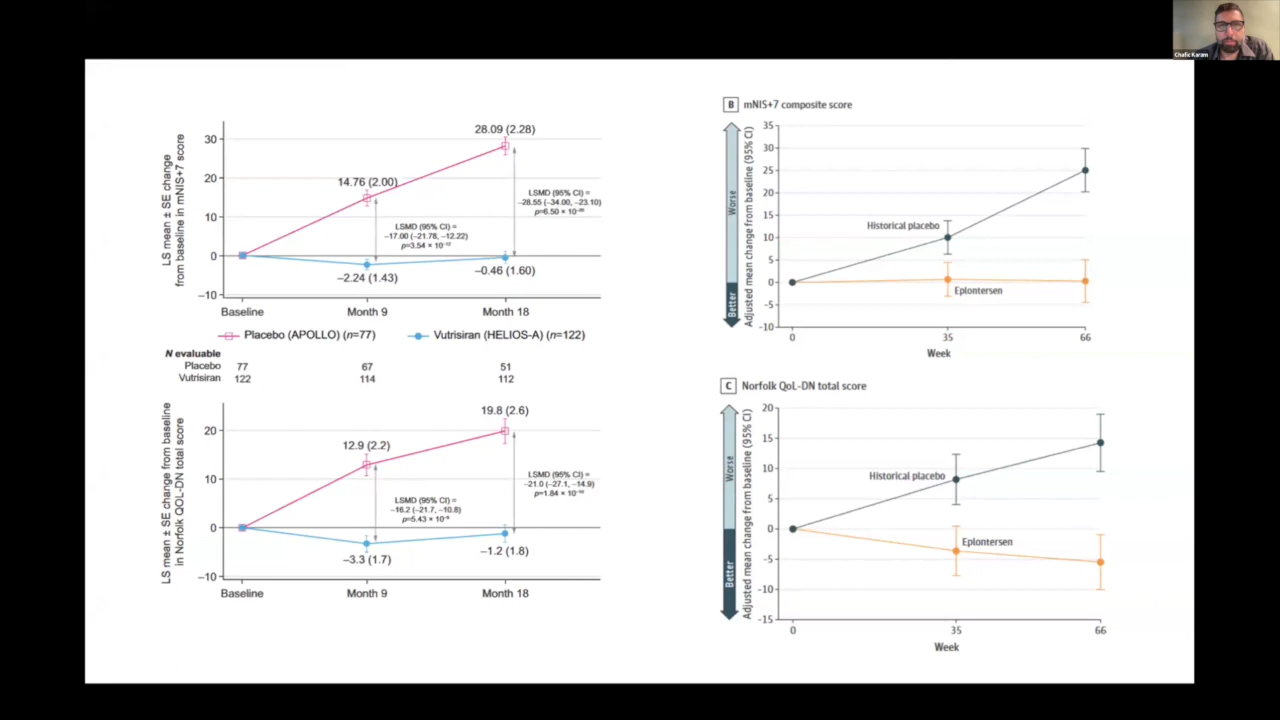 Chafic Karam
LS mean ± SE change
from baseline in mNIS+7 score
30
20
10
0
−10
28.09 (2.28)
14.76 (2.00)
LSMD (95% CI) =
−28.55 (−34.00, −23.10)
LSMD (95% CI) =
−17.00 (−21.78, −12.22)
p=3.54 × 10⁻¹²
−2.24 (1.43)
−0.46 (1.60)
Baseline
Month 9
Month 18
Placebo (APOLLO) (n=77)
Vutrisiran (HELIOS-A) (n=122)
N evaluable
Placebo 77 67 51
Vutrisiran 122 114 112
LS mean ± SE change from baseline
in Norfolk QOL-DN total score
20
10
0
−10
19.8 (2.6)
12.9 (2.2)
LSMD (95% CI) =
−21.0 (−27.1, −14.9)
LSMD (95% CI) =
−16.2 (−21.7, −10.8)
−3.3 (1.7)
−1.2 (1.8)
Baseline
Month 9
Month 18
B mNIS+7 composite score
Worse
Better
Adjusted mean change from baseline (95% CI)
35
30
25
20
15
10
5
0
-5
-10
Historical placebo
Eplontersen
0
35
66
Week
C Norfolk QoL-DN total score
Worse
Better
Adjusted mean change from baseline (95% CI)
20
15
10
5
0
-5
-10
-15
Historical placebo
Eplontersen
0
35
66
Week